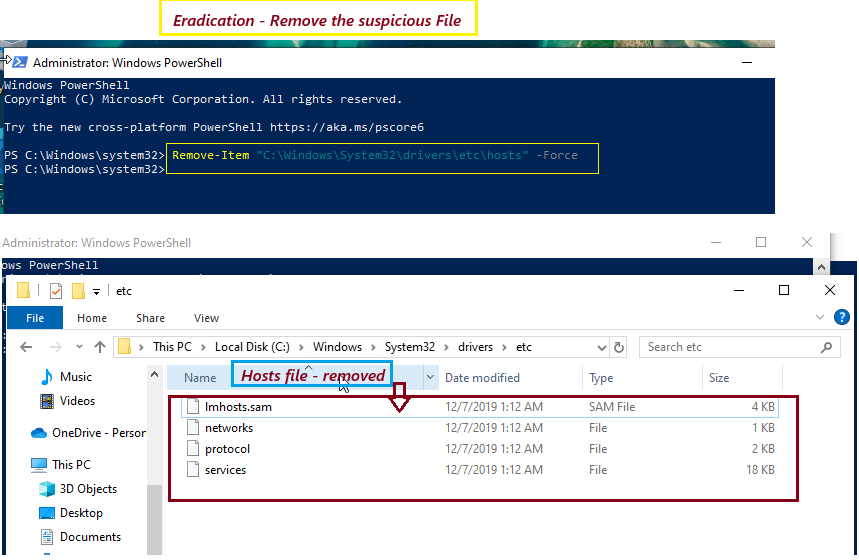 Eradication - Remove the suspicious File
Administrator: Windows PowerShell
Windows PowerShell
Copyright (C) Microsoft Corporation. All rights reserved.
Try the new cross-platform PowerShell https://aka.ms/pscore6
PS C:\Windows\system32> Remove-Item "C:\Windows\System32\drivers\etc\hosts" -Force
PS C:\Windows\system32>
Administrator: Windows PowerShell
ows PowerShell
etc
File Home Share View
This PC Local Disk (C:) Windows System32 drivers etc Search etc
Name Hosts file - removed Date modified Type Size
Music
Videos
OneDrive - Person
This PC
3D Objects
Desktop
Documents
lmhosts.sam 12/7/2019 1:12 AM SAM File 4 KB
networks 12/7/2019 1:12 AM File 1 KB
protocol 12/7/2019 1:12 AM File 2 KB
services 12/7/2019 1:12 AM File 18 KB